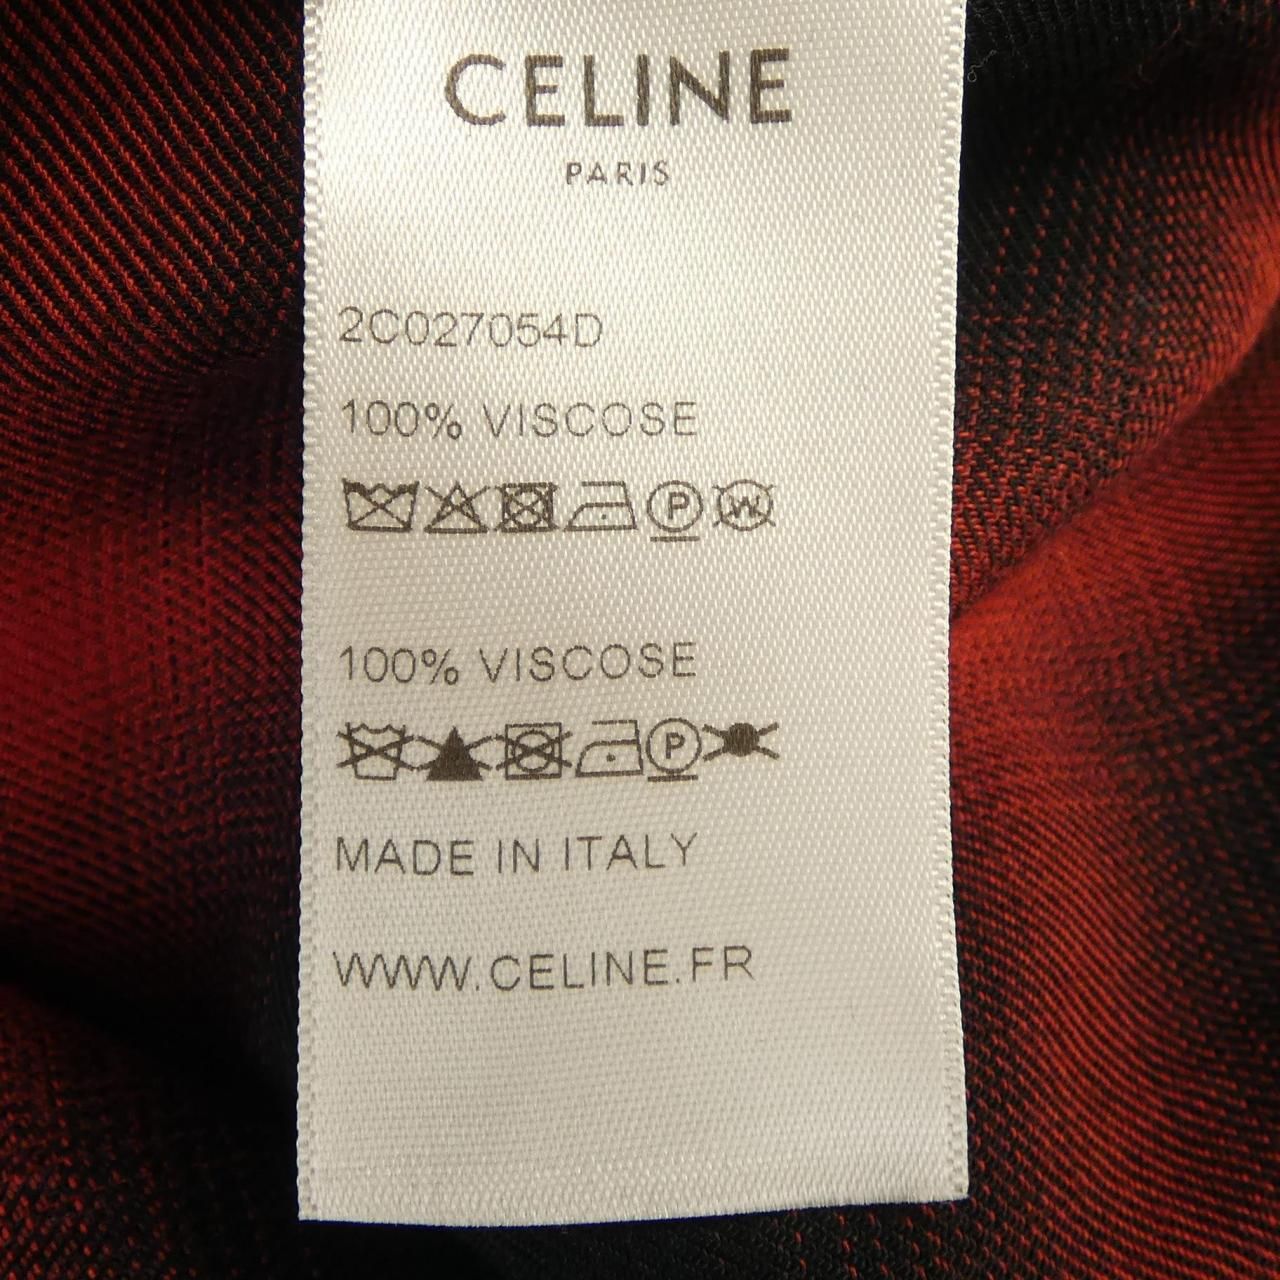 CELINE
PARIS
2C027054D
100% VISCOSE
P W
100% VISCOSE
P
MADE IN ITALY
WWW.CELINE.FR